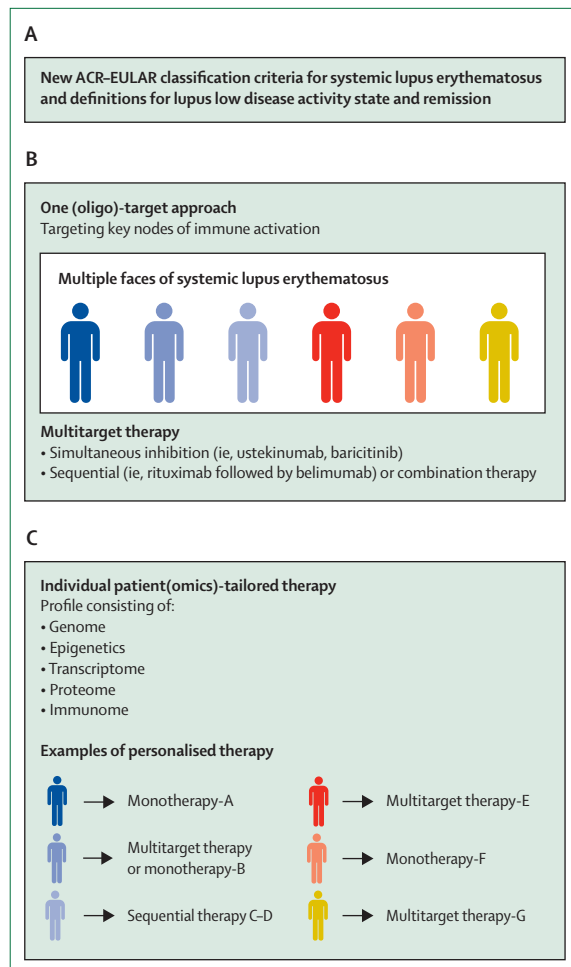 A
New ACR–EULAR classification criteria for systemic lupus erythematosus
and definitions for lupus low disease activity state and remission
B
One (oligo)-target approach
Targeting key nodes of immune activation
Multiple faces of systemic lupus erythematosus
Multitarget therapy
• Simultaneous inhibition (ie, ustekinumab, baricitinib)
• Sequential (ie, rituximab followed by belimumab) or combination therapy
C
Individual patient(omics)-tailored therapy
Profile consisting of:
• Genome
• Epigenetics
• Transcriptome
• Proteome
• Immunome
Examples of personalised therapy
Monotherapy-A
Multitarget therapy-E
Multitarget therapy
or monotherapy-B
Monotherapy-F
Sequential therapy C–D
Multitarget therapy-G